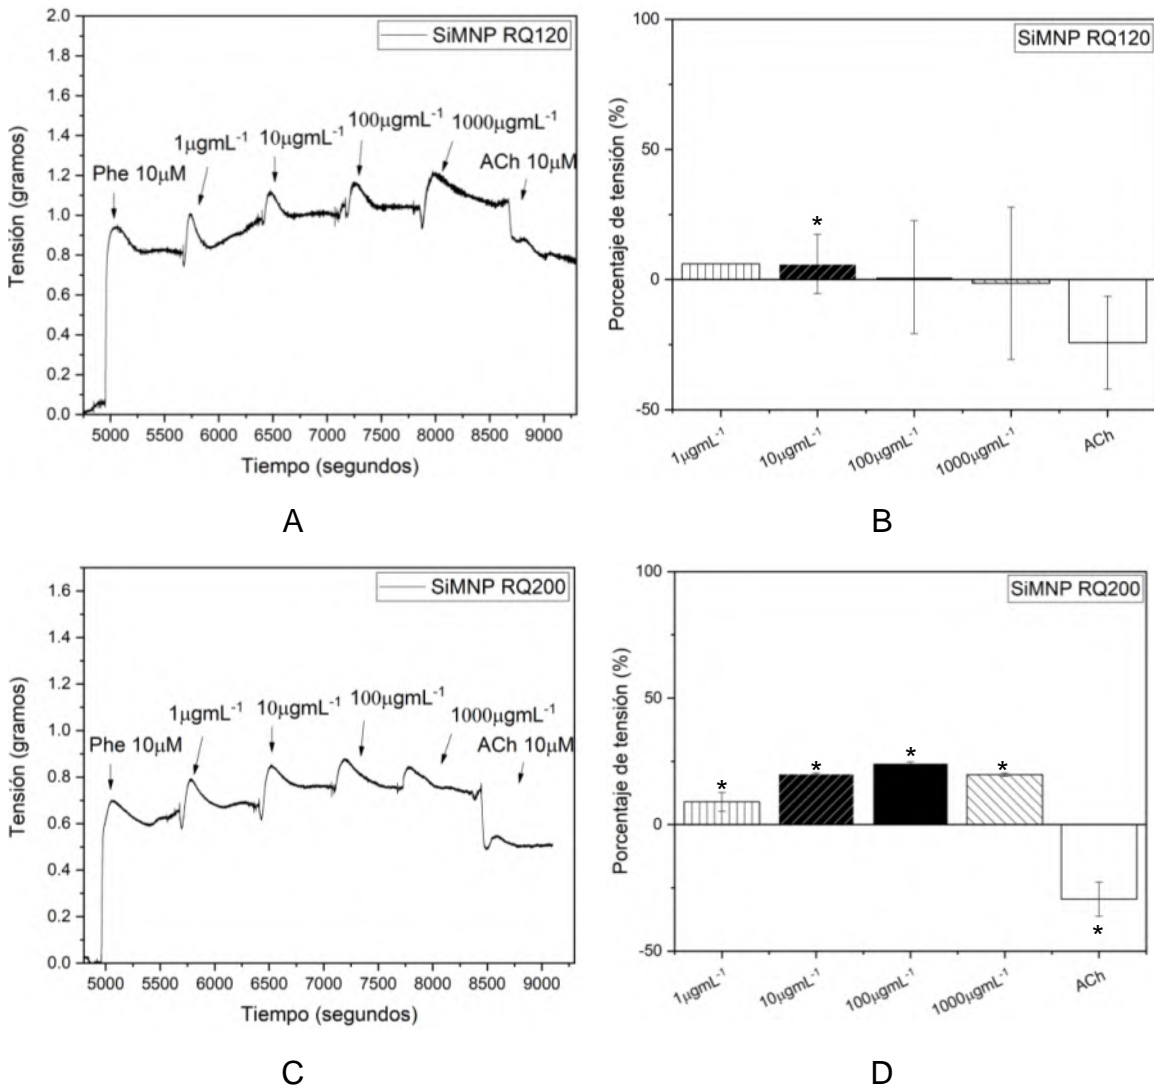 SiMNP RQ120
2.0
1.8
1.6
1.4
1.2
1.0
0.8
0.6
0.4
0.2
0.0
Tensión (gramos)
Phe 10μM
1μgmL⁻¹
10μgmL⁻¹
100μgmL⁻¹
1000μgmL⁻¹
ACh 10μM
5000 5500 6000 6500 7000 7500 8000 8500 9000
Tiempo (segundos)
A
SiMNP RQ120
100
50
0
-50
Porcentaje de tensión (%)
*
1μgmL⁻¹
10μgmL⁻¹
100μgmL⁻¹
1000μgmL⁻¹
ACh
B
SiMNP RQ200
1.6
1.4
1.2
1.0
0.8
0.6
0.4
0.2
0.0
Tensión (gramos)
Phe 10μM
1μgmL⁻¹
10μgmL⁻¹
100μgmL⁻¹
1000μgmL⁻¹
ACh 10μM
5000 5500 6000 6500 7000 7500 8000 8500 9000
Tiempo (segundos)
C
SiMNP RQ200
100
50
0
-50
Porcentaje de tensión (%)
* * * * *
1μgmL⁻¹
10μgmL⁻¹
100μgmL⁻¹
1000μgmL⁻¹
ACh
D